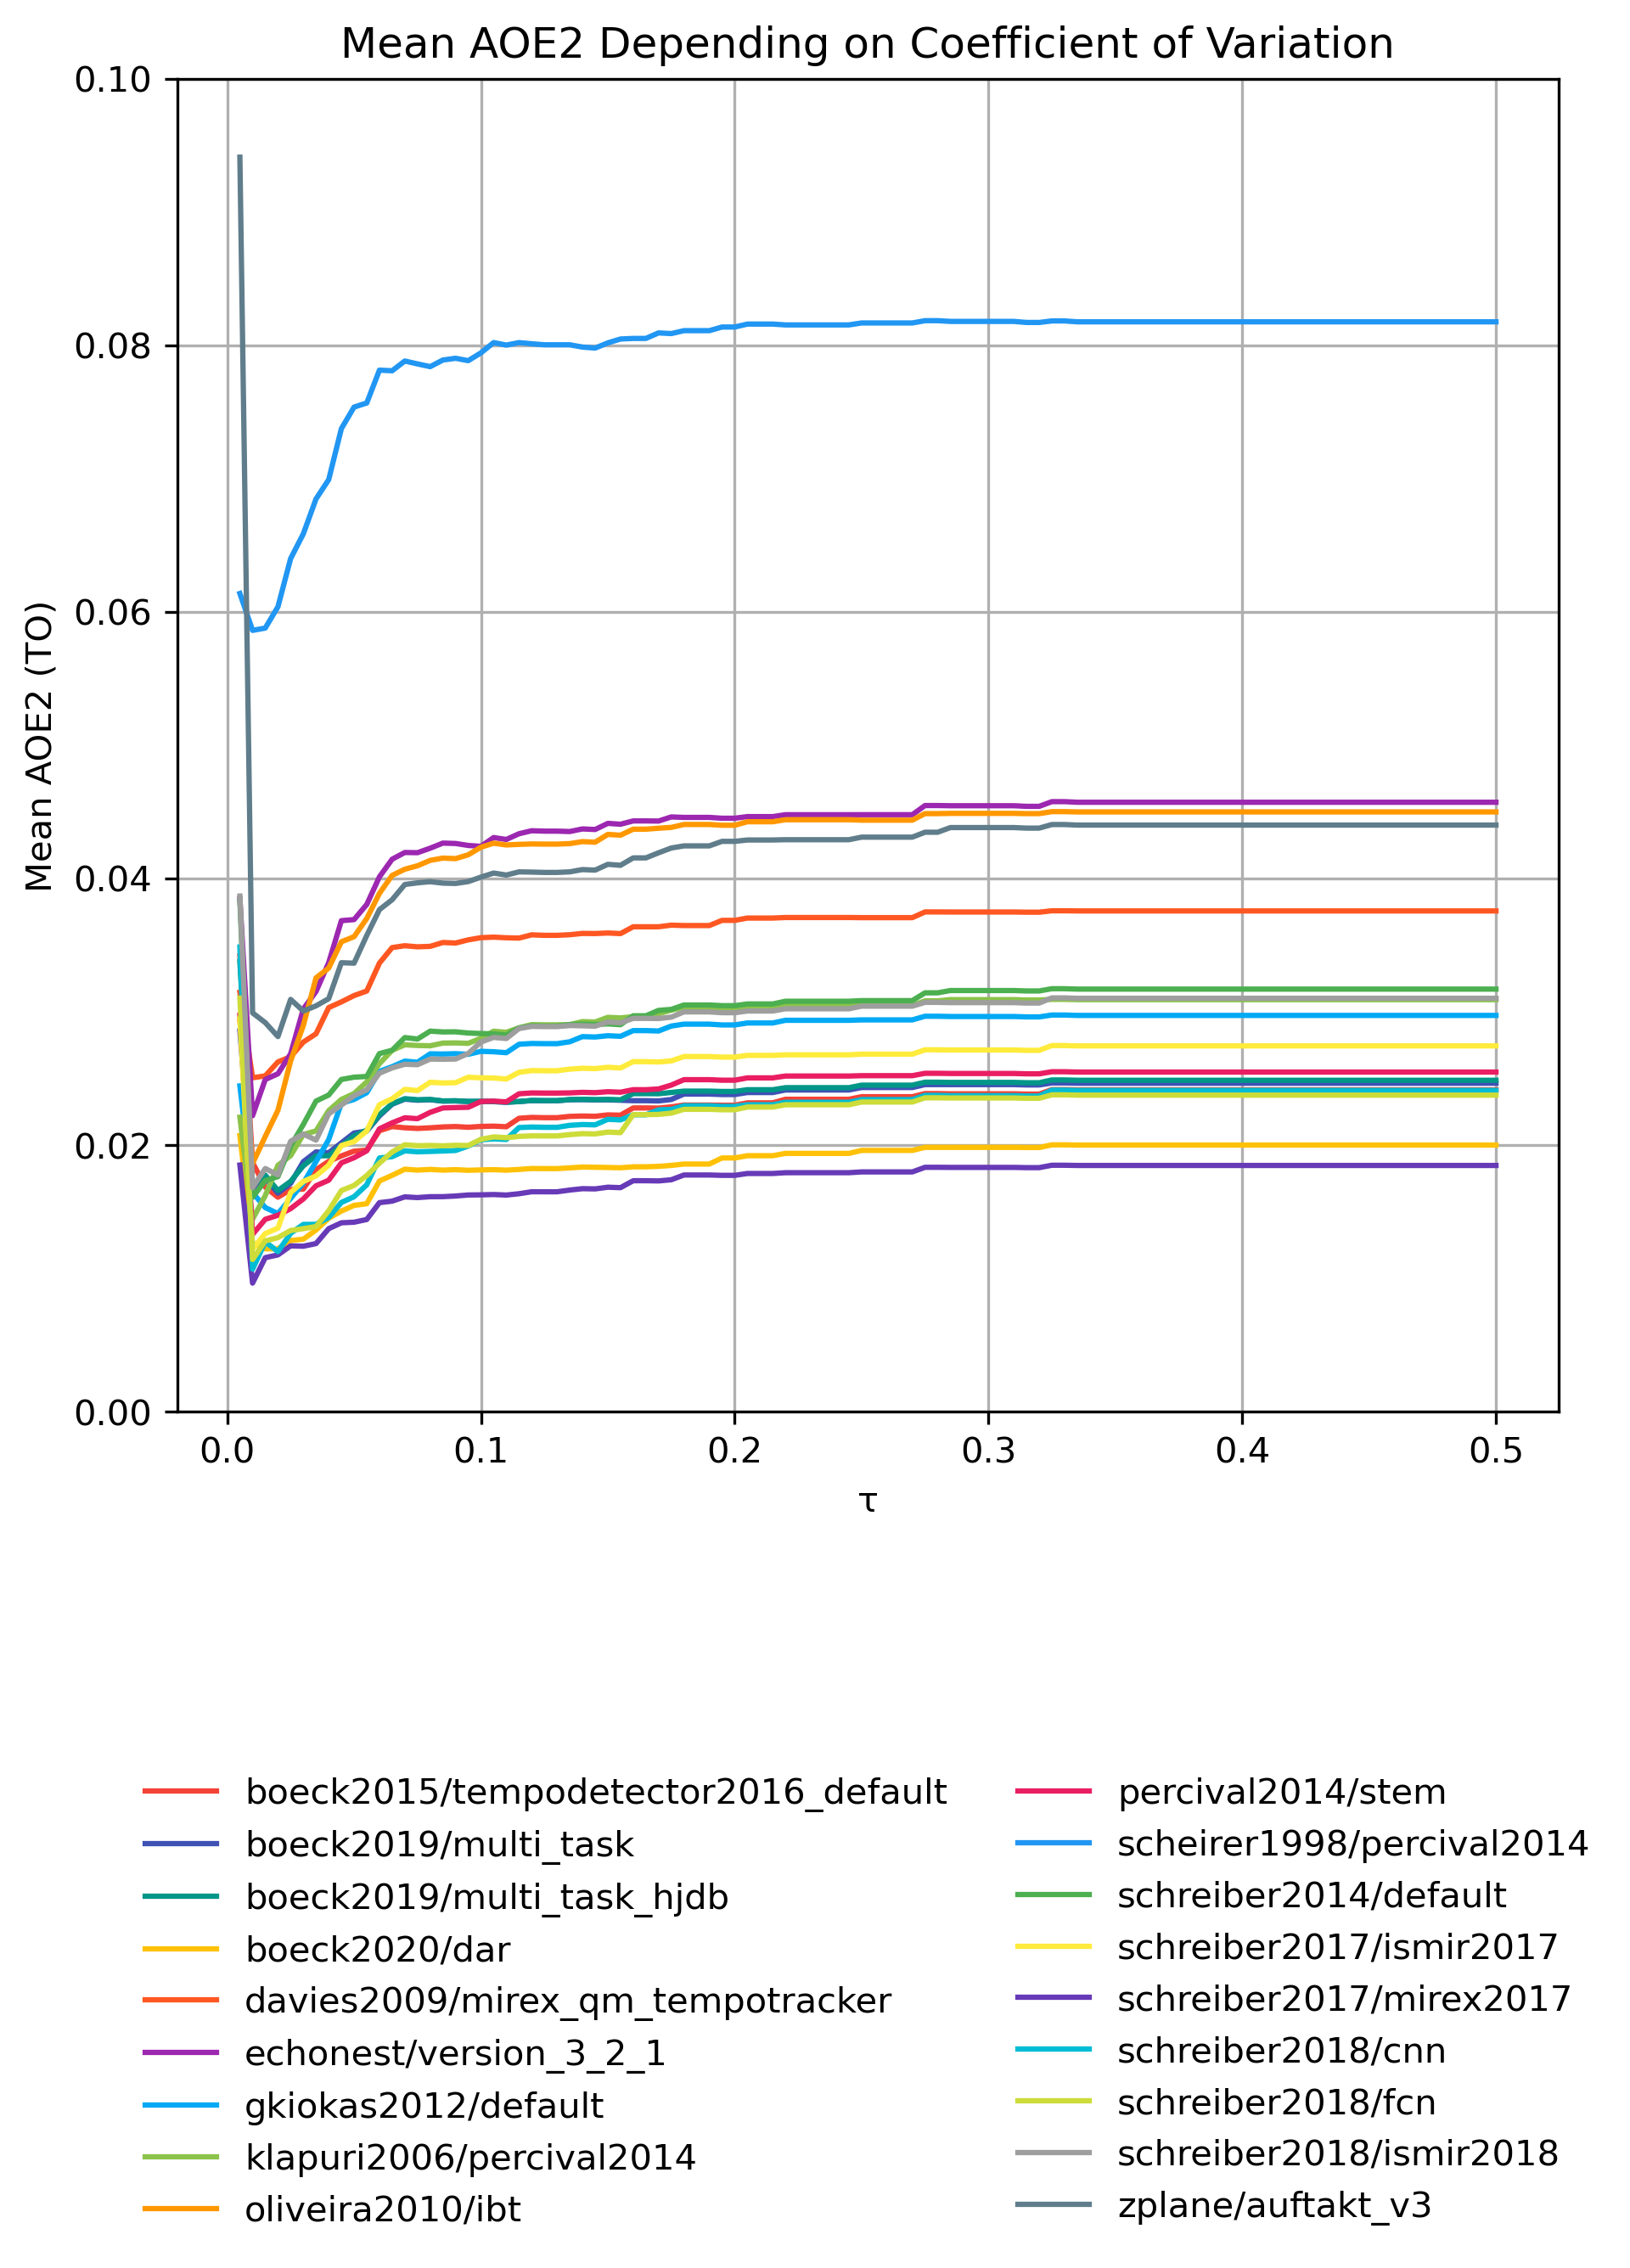 Mean AOE2 Depending on Coefficient of Variation
0.10
0.08
0.06
0.04
0.02
0.00
Mean AOE2 (TO)
0.0 0.1 0.2 0.3 0.4 0.5
τ
boeck2015/tempodetector2016_default
boeck2019/multi_task
boeck2019/multi_task_hjdb
boeck2020/dar
davies2009/mirex_qm_tempotracker
echonest/version_3_2_1
gkiokas2012/default
klapuri2006/percival2014
oliveira2010/ibt
percival2014/stem
scheirer1998/percival2014
schreiber2014/default
schreiber2017/ismir2017
schreiber2017/mirex2017
schreiber2018/cnn
schreiber2018/fcn
schreiber2018/ismir2018
zplane/auftakt_v3